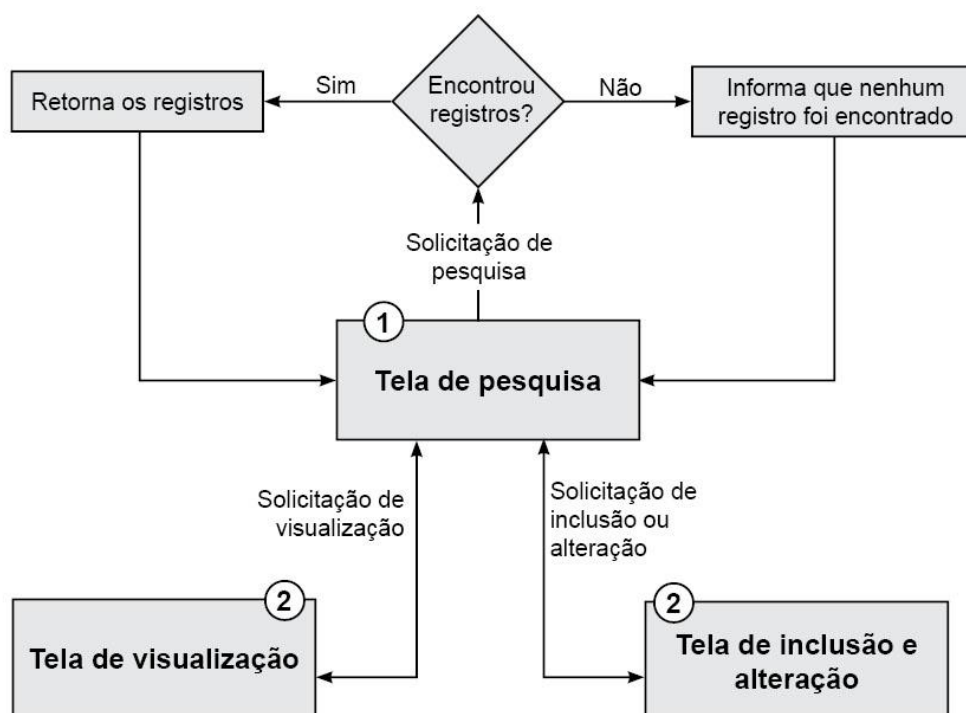 Retorna os registros
Sim
Encontrou
registros?
Não
Informa que nenhum
registro foi encontrado
Solicitação de
pesquisa
1
Tela de pesquisa
Solicitação de
visualização
Solicitação de
inclusão ou
alteração
2
Tela de visualização
2
Tela de inclusão e
alteração